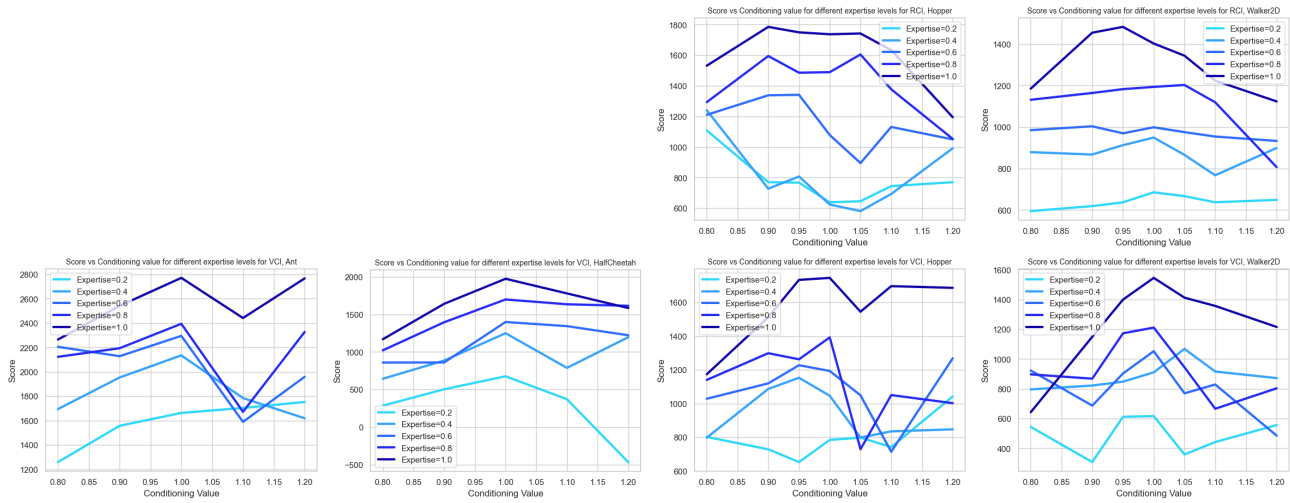 Score vs Conditioning value for different expertise levels for RCI, Hopper
1800
1600
1400
1200
1000
800
600
Score
Expertise=0.2
Expertise=0.4
Expertise=0.6
Expertise=0.8
Expertise=1.0
0.80 0.85 0.90 0.95 1.00 1.05 1.10 1.15 1.20
Conditioning Value
Score vs Conditioning value for different expertise levels for RCI, Walker2D
1400
1200
1000
800
600
Score
Expertise=0.2
Expertise=0.4
Expertise=0.6
Expertise=0.8
Expertise=1.0
0.80 0.85 0.90 0.95 1.00 1.05 1.10 1.15 1.20
Conditioning Value
Score vs Conditioning value for different expertise levels for VCI, Ant
2800
2600
2400
2200
2000
1800
1600
1400
1200
Score
Expertise=0.2
Expertise=0.4
Expertise=0.6
Expertise=0.8
Expertise=1.0
0.80 0.85 0.90 0.95 1.00 1.05 1.10 1.15 1.20
Conditioning Value
Score vs Conditioning value for different expertise levels for VCI, HalfCheetah
2000
1500
1000
500
0
−500
Score
Expertise=0.2
Expertise=0.4
Expertise=0.6
Expertise=0.8
Expertise=1.0
0.80 0.85 0.90 0.95 1.00 1.05 1.10 1.15 1.20
Conditioning Value
Score vs Conditioning value for different expertise levels for VCI, Hopper
1600
1400
1200
1000
800
600
Score
Expertise=0.2
Expertise=0.4
Expertise=0.6
Expertise=0.8
Expertise=1.0
0.80 0.85 0.90 0.95 1.00 1.05 1.10 1.15 1.20
Conditioning Value
Score vs Conditioning value for different expertise levels for VCI, Walker2D
1600
1400
1200
1000
800
600
400
Score
Expertise=0.2
Expertise=0.4
Expertise=0.6
Expertise=0.8
Expertise=1.0
0.80 0.85 0.90 0.95 1.00 1.05 1.10 1.15 1.20
Conditioning Value